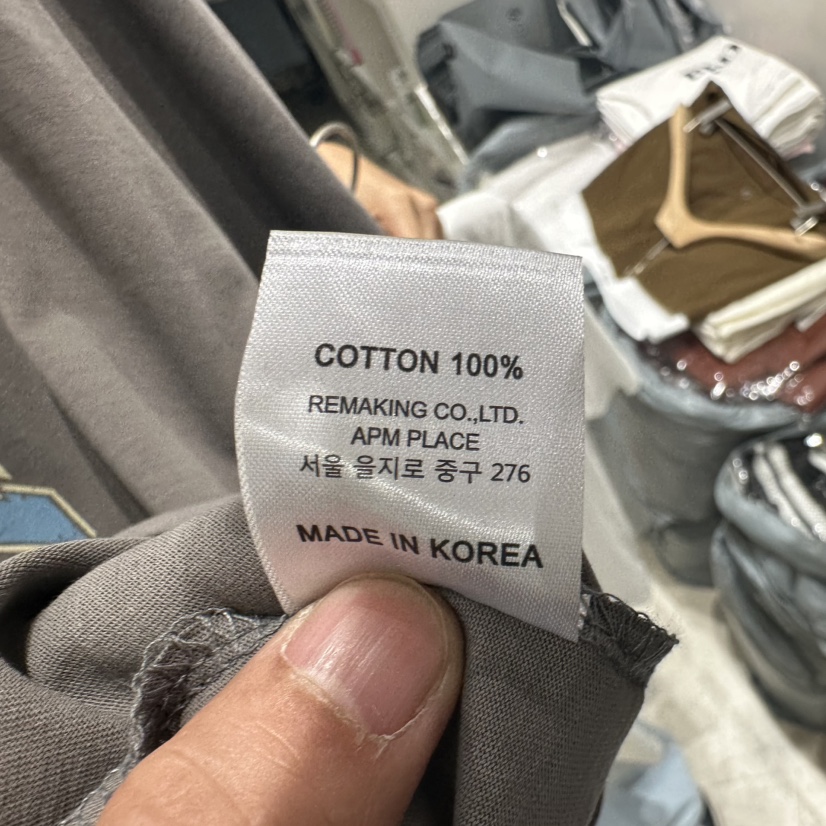 COTTON 100%
REMAKING CO.,LTD.
APM PLACE
서울 을지로 중구 276
MADE IN KOREA